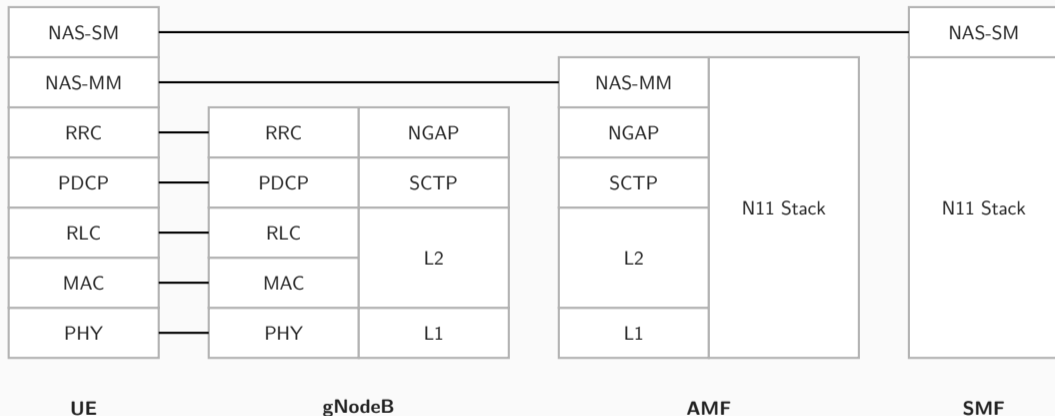 NAS-SM NAS-SM
NAS-MM NAS-MM
RRC RRC NGAP NGAP
PDCP PDCP SCTP SCTP
N11 Stack N11 Stack
RLC RLC
L2 L2
MAC MAC
PHY PHY L1 L1
UE gNodeB AMF SMF